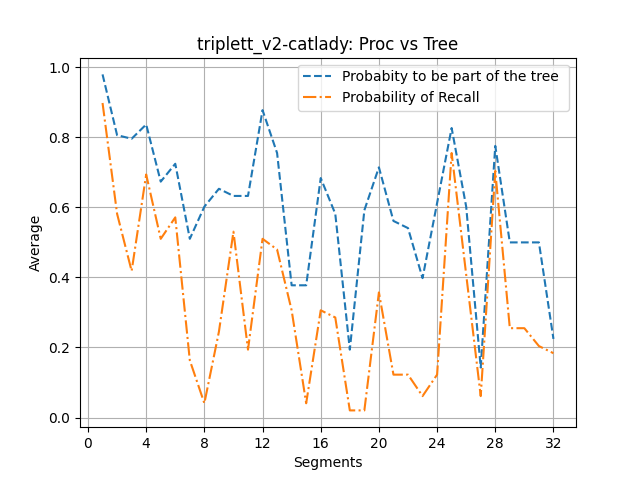 triplett_v2-catlady: Proc vs Tree
Probabity to be part of the tree
Probability of Recall
1.0
0.8
0.6
0.4
0.2
0.0
Average
0 4 8 12 16 20 24 28 32
Segments